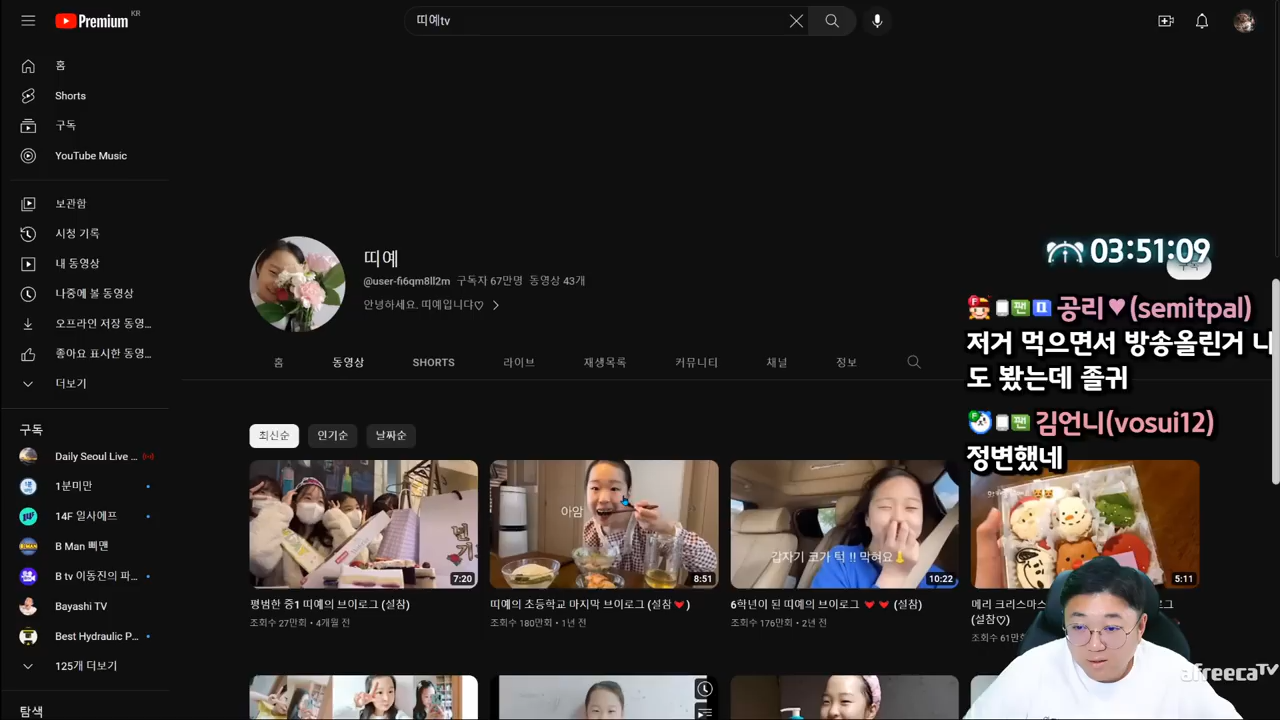 Premium KR
띠예tv
홈
Shorts
구독
YouTube Music
보관함
시청 기록
내 동영상
나중에 볼 동영상
오프라인 저장 동영...
좋아요 표시한 동영...
더보기
구독
Daily Seoul Live ...
1분미만
14F 일사에프
B Man 삐맨
B tv 이동진의 파...
Bayashi TV
Best Hydraulic P...
125개 더보기
탐색
띠예
@user-fi6qm8ll2m 구독자 67만명 동영상 43개
안녕하세요. 띠예입니다♡
구독
홈 동영상 SHORTS 라이브 재생목록 커뮤니티 채널 정보
최신순 인기순 날짜순
7:20
평범한 중1 띠예의 브이로그 (설참)
조회수 27만회 • 4개월 전
아암
8:51
띠예의 초등학교 마지막 브이로그 (설참❤)
조회수 180만회 • 1년 전
갑자기 코가 턱 !! 막혀요
10:22
6학년이 된 띠예의 브이로그 ❤ ❤ (설참)
조회수 176만회 • 2년 전
5:11
메리 크리스마스
(설참♡)
조회수 61만회
03:51:09
공리♥(semitpal)
저거 먹으면서 방송올린거 나
도 봤는데 졸귀
김언니(vosui12)
정변했네
afreecaTV